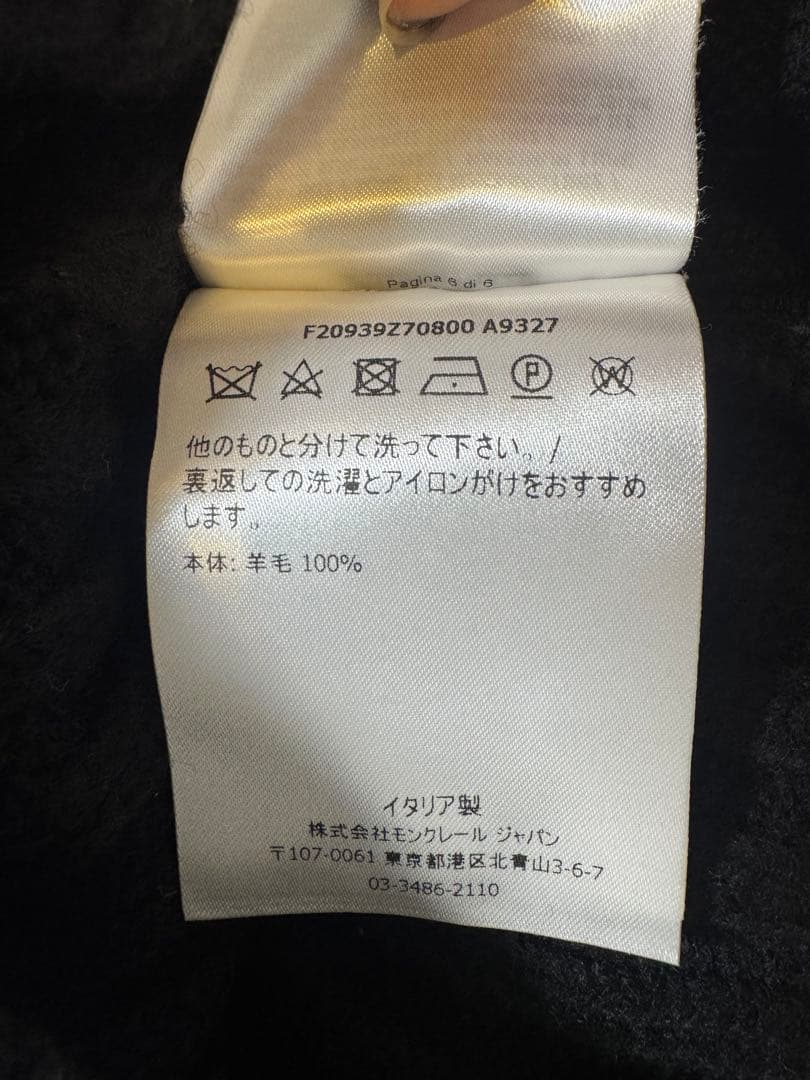 Pagina 6 di 6
F20939Z70800 A9327
他のものと分けて洗って下さい。/
裏返しての洗濯とアイロンがけをおすすめ
します。
本体: 羊毛 100%
イタリア製
株式会社モンクレール ジャパン
〒107-0061 東京都港区北青山3-6-7
03-3486-2110